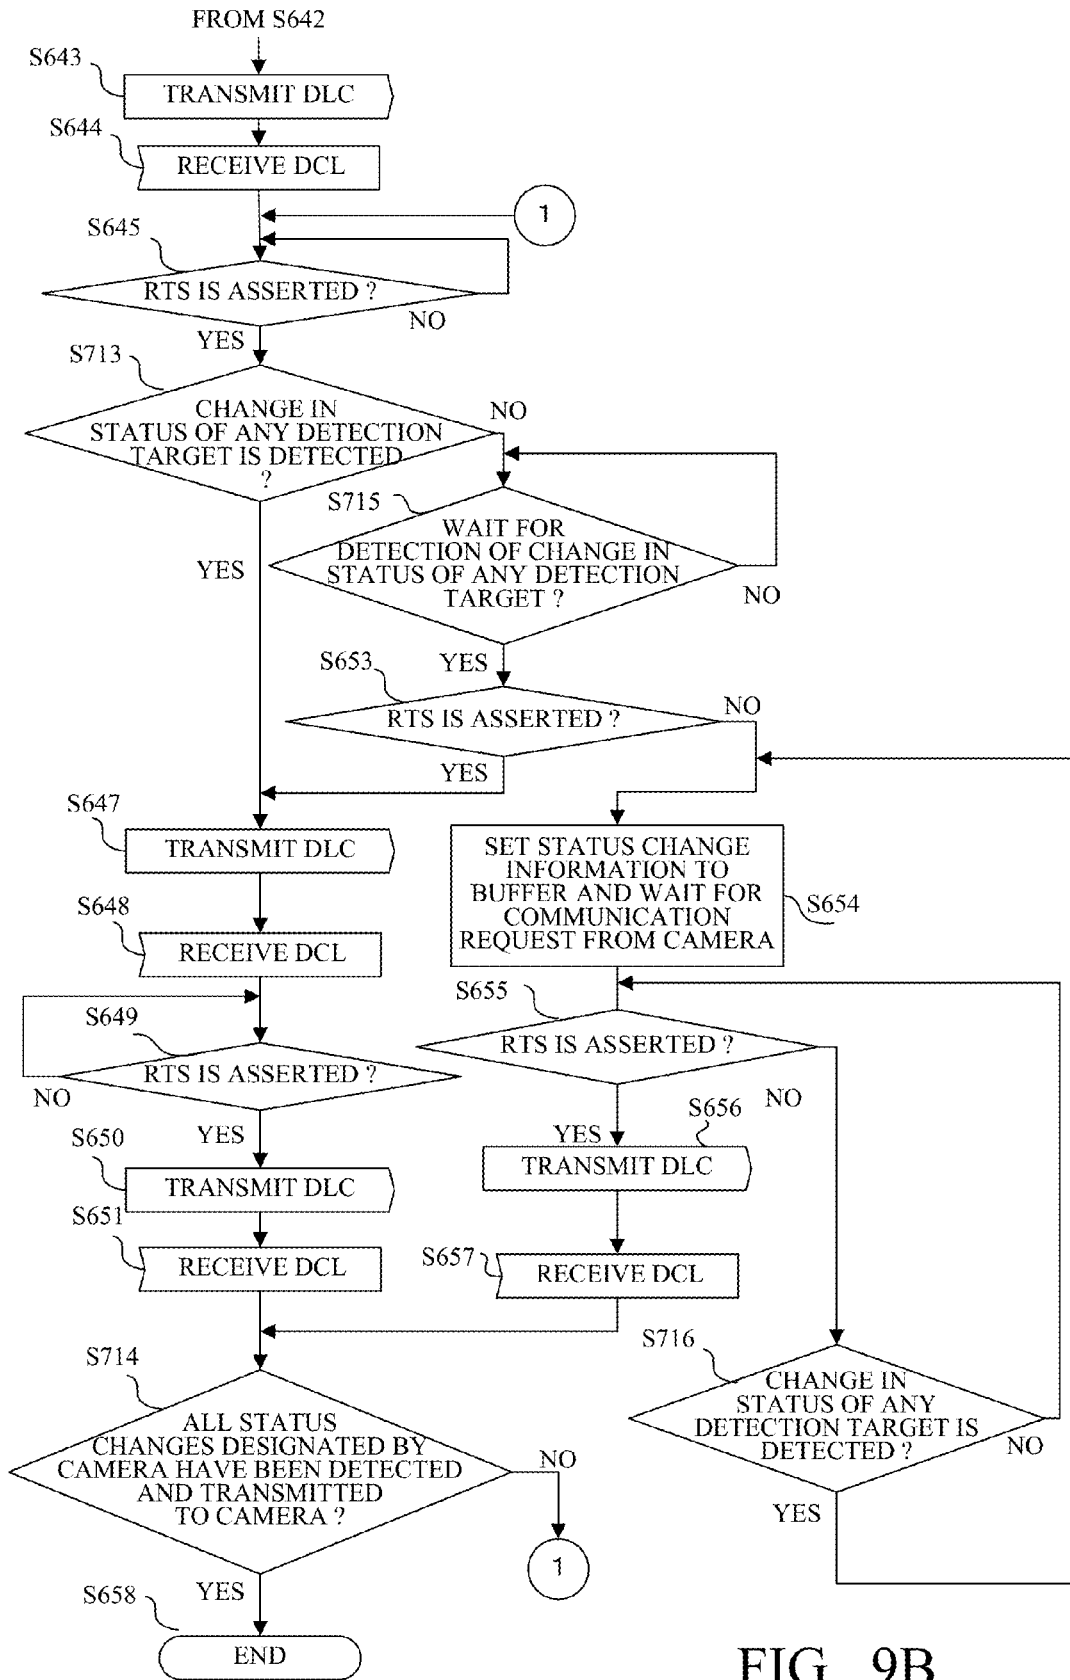 FROM S642
S643
TRANSMIT DLC
S644
RECEIVE DCL
1
S645
RTS IS ASSERTED ?
NO
YES
S713
CHANGE IN
STATUS OF ANY DETECTION
TARGET IS DETECTED
?
NO
YES
S715
WAIT FOR
DETECTION OF CHANGE IN
STATUS OF ANY DETECTION
TARGET ?
NO
YES
S653
RTS IS ASSERTED ?
NO
YES
S647
TRANSMIT DLC
SET STATUS CHANGE
INFORMATION TO
BUFFER AND WAIT FOR
COMMUNICATION
REQUEST FROM CAMERA
S654
S648
RECEIVE DCL
S655
RTS IS ASSERTED ?
NO
YES
S649
RTS IS ASSERTED ?
NO
YES
S656
TRANSMIT DLC
S650
TRANSMIT DLC
S651
RECEIVE DCL
S657
RECEIVE DCL
S716
CHANGE IN
STATUS OF ANY
DETECTION TARGET IS
DETECTED ?
NO
YES
S714
ALL STATUS
CHANGES DESIGNATED BY
CAMERA HAVE BEEN DETECTED
AND TRANSMITTED
TO CAMERA ?
NO
1
YES
S658
END
FIG. 9B